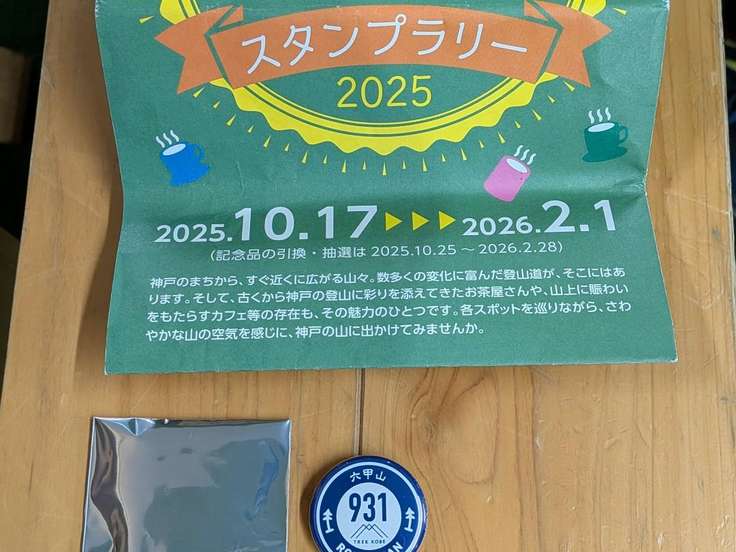 スタンプラリー
2025
2025.10.17 ▶▶▶ 2026.2.1
(記念品の引換・抽選は 2025.10.25 ～ 2026.2.28)
神戸のまちから、すぐ近くに広がる山々。数多くの変化に富んだ登山道が、そこにはあ
ります。そして、古くから神戸の登山に彩りを添えてきたお茶屋さんや、山上に賑わい
をもたらすカフェ等の存在も、その魅力のひとつです。各スポットを巡りながら、さわ
やかな山の空気を感じに、神戸の山に出かけてみませんか。
六甲山
931
TREK KOBE